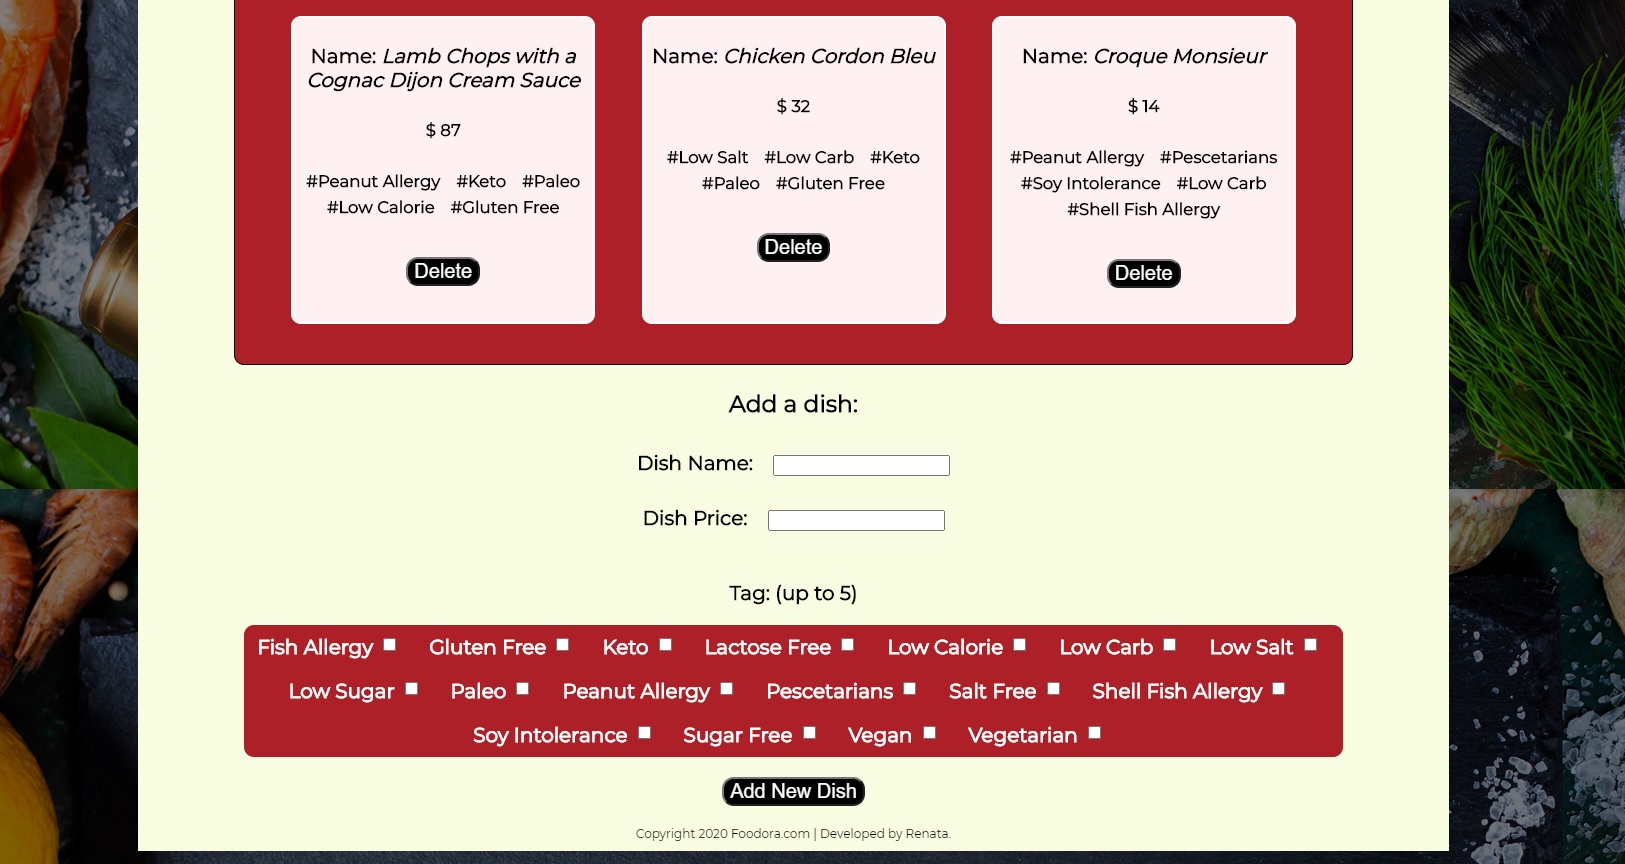 Name: Lamb Chops with a
Cognac Dijon Cream Sauce
$ 87
#Peanut Allergy #Keto #Paleo
#Low Calorie #Gluten Free
Delete
Name: Chicken Cordon Bleu
$ 32
#Low Salt #Low Carb #Keto
#Paleo #Gluten Free
Delete
Name: Croque Monsieur
$ 14
#Peanut Allergy #Pescetarians
#Soy Intolerance #Low Carb
#Shell Fish Allergy
Delete
Add a dish:
Dish Name:
Dish Price:
Tag: (up to 5)
Fish Allergy Gluten Free Keto Lactose Free Low Calorie Low Carb Low Salt
Low Sugar Paleo Peanut Allergy Pescetarians Salt Free Shell Fish Allergy
Soy Intolerance Sugar Free Vegan Vegetarian
Add New Dish
Copyright 2020 Foodora.com | Developed by Renata.